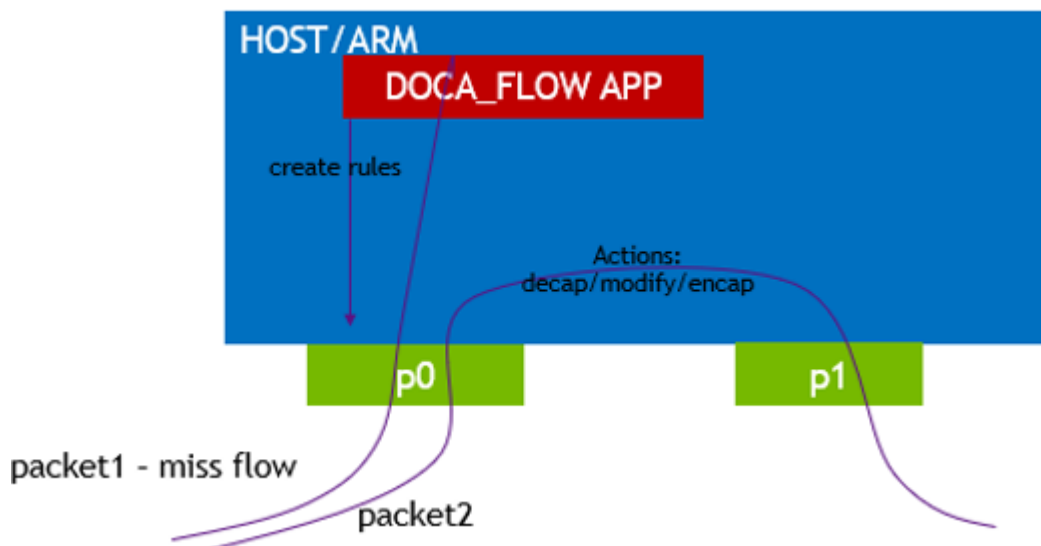 HOST/ARM
DOCA_FLOW APP
create rules
Actions:
decap/modify/encap
p0
p1
packet1 - miss flow
packet2